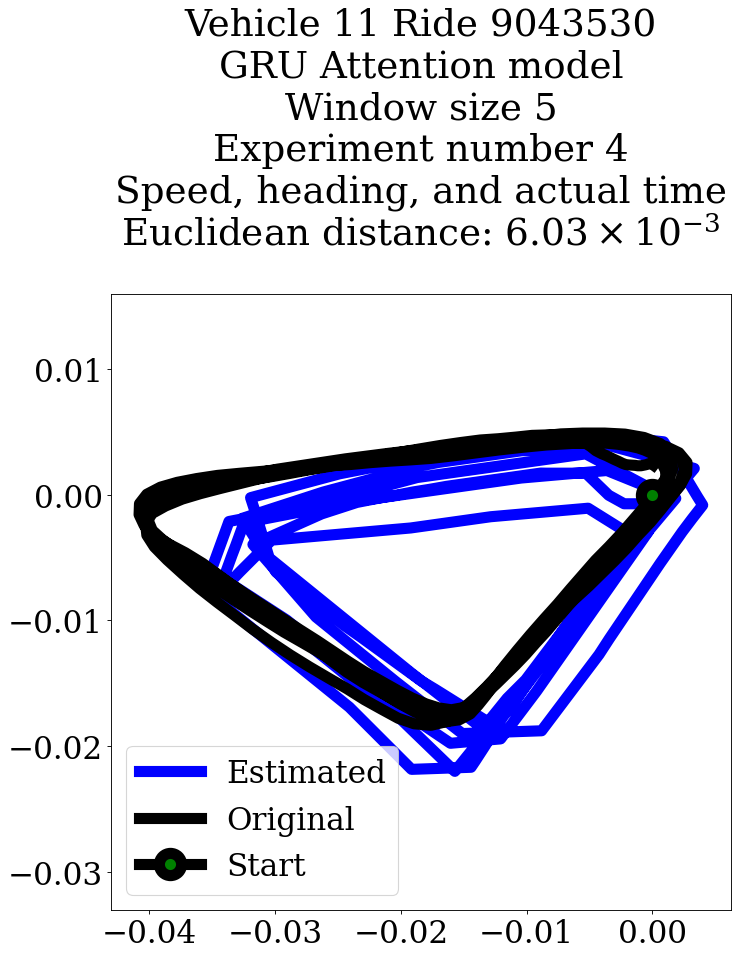 Vehicle 11 Ride 9043530
GRU Attention model
Window size 5
Experiment number 4
Speed, heading, and actual time
Euclidean distance: 6.03 × 10⁻³
0.01
0.00
−0.01
−0.02
−0.03
Estimated
Original
Start
−0.04 −0.03 −0.02 −0.01 0.00